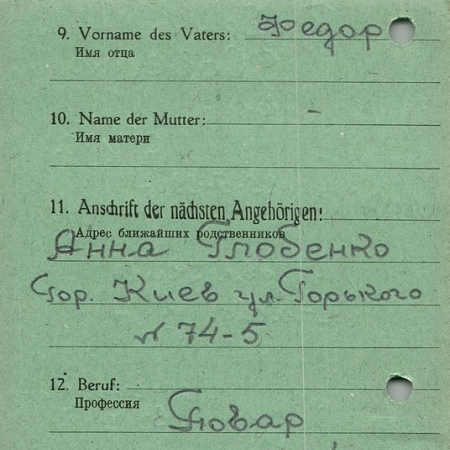 9. Vorname des Vaters: Федор
Имя отца
10. Name der Mutter:
Имя матери
11. Anschrift der nächsten Angehörigen:
Адрес ближайших родственников
Анна Глобенко
Гор. Киев ул. Горького
№ 74-5
12. Beruf:
Профессия
Повар